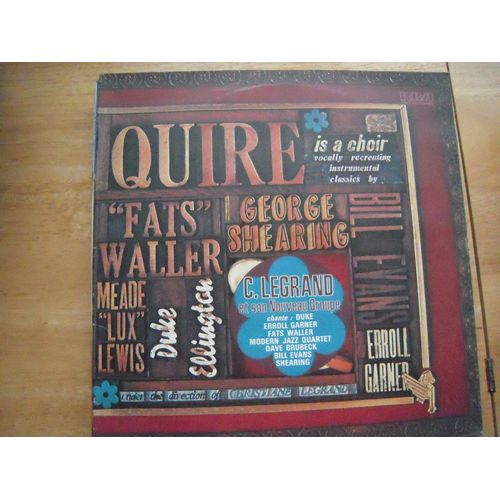 RCA
QUIRE
is a choir
vocally recreating
instrumental
classics by
"FATS"
WALLER
GEORGE
SHEARING
BILL EVANS
MEADE
"LUX"
LEWIS
Duke
Ellington
C. LEGRAND
et son Nouveau Groupe
chante : DUKE
ERROLL GARNER
FATS WALLER
MODERN JAZZ QUARTET
DAVE BRUBECK
BILL EVANS
SHEARING
ERROLL
GARNER
under the direction of CHRISTIANE LEGRAND